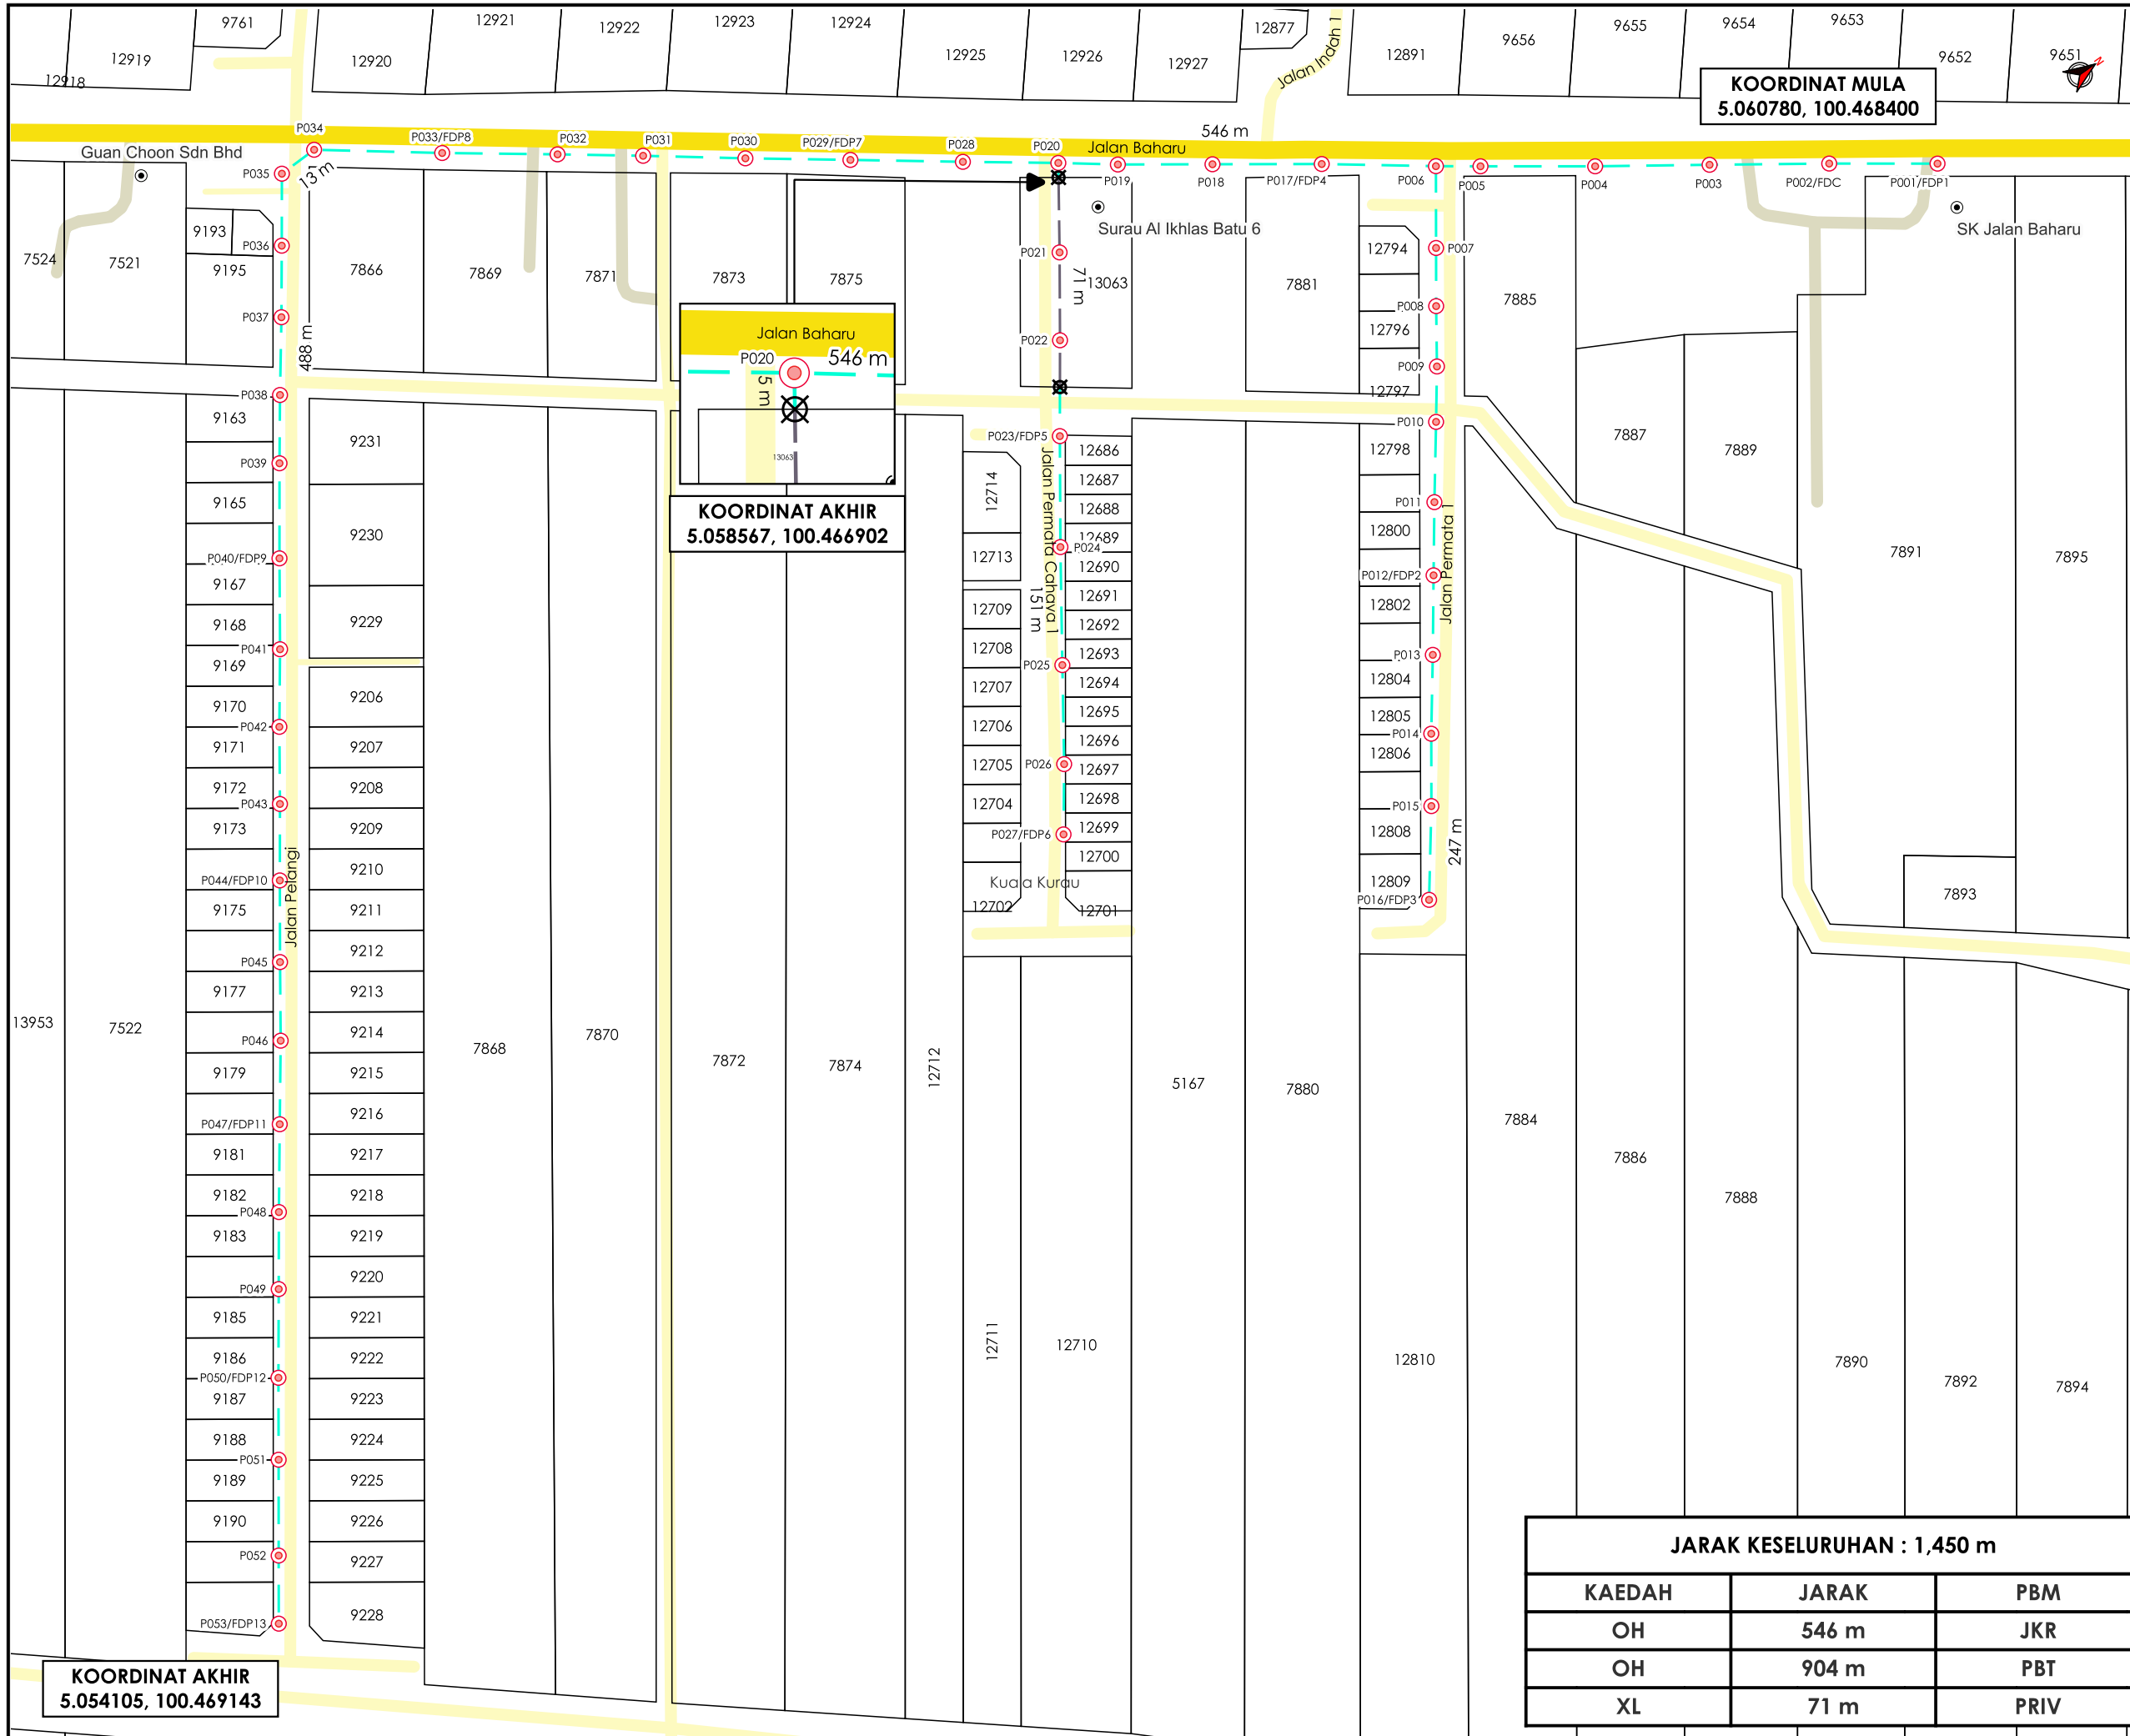 9761
12921
12922
12923
12924
12925
12926
12927
12877
12891
9656
9655
9654
9653
9652
9651
N
12918
12919
12920
Jalan Indah 1
KOORDINAT MULA
5.060780, 100.468400
546 m
Jalan Baharu
Guan Choon Sdn Bhd
P034
P033/FDP8
P032
P031
P030
P029/FDP7
P028
P020
P019
P018
P017/FDP4
P006
P005
P004
P003
P002/FDC
P001/FDP1
P035
13 m
Surau Al Ikhlas Batu 6
SK Jalan Baharu
7524
7521
9193
P036
9195
P037
488 m
7866
7869
7871
7873
7875
P021
71 m
13063
P022
7881
12794
P007
P008
12796
P009
12797
7885
Jalan Baharu
P020
546 m
5 m
13063
KOORDINAT AKHIR
5.058567, 100.466902
P038
9163
P039
9165
P040/FDP9
9167
9168
P041
9169
9170
P042
9171
9172
P043
9173
P044/FDP10
9175
P045
9177
P046
9179
P047/FDP11
9181
9182
P048
9183
P049
9185
9186
P050/FDP12
9187
9188
P051
9189
9190
P052
P053/FDP13
Jalan Pelangi
9231
9230
9229
9206
9207
9208
9209
9210
9211
9212
9213
9214
9215
9216
9217
9218
9219
9220
9221
9222
9223
9224
9225
9226
9227
9228
13953
7522
7868
7870
7872
7874
12712
12711
12710
P023/FDP5
Jalan Permata Cahaya 1
151 m
12714
12713
12709
12708
12707
12706
12705
12704
12702
P024
P025
P026
P027/FDP6
Kuala Kurau
12686
12687
12688
12689
12690
12691
12692
12693
12694
12695
12696
12697
12698
12699
12700
12701
5167
7880
P010
12798
P011
12800
P012/FDP2
12802
P013
12804
12805
P014
12806
P015
12808
12809
P016/FDP3
Jalan Permata 1
247 m
12810
7884
7887
7889
7891
7895
7893
7886
7888
7890
7892
7894
KOORDINAT AKHIR
5.054105, 100.469143
JARAK KESELURUHAN : 1,450 m
KAEDAH JARAK PBM
OH 546 m JKR
OH 904 m PBT
XL 71 m PRIV